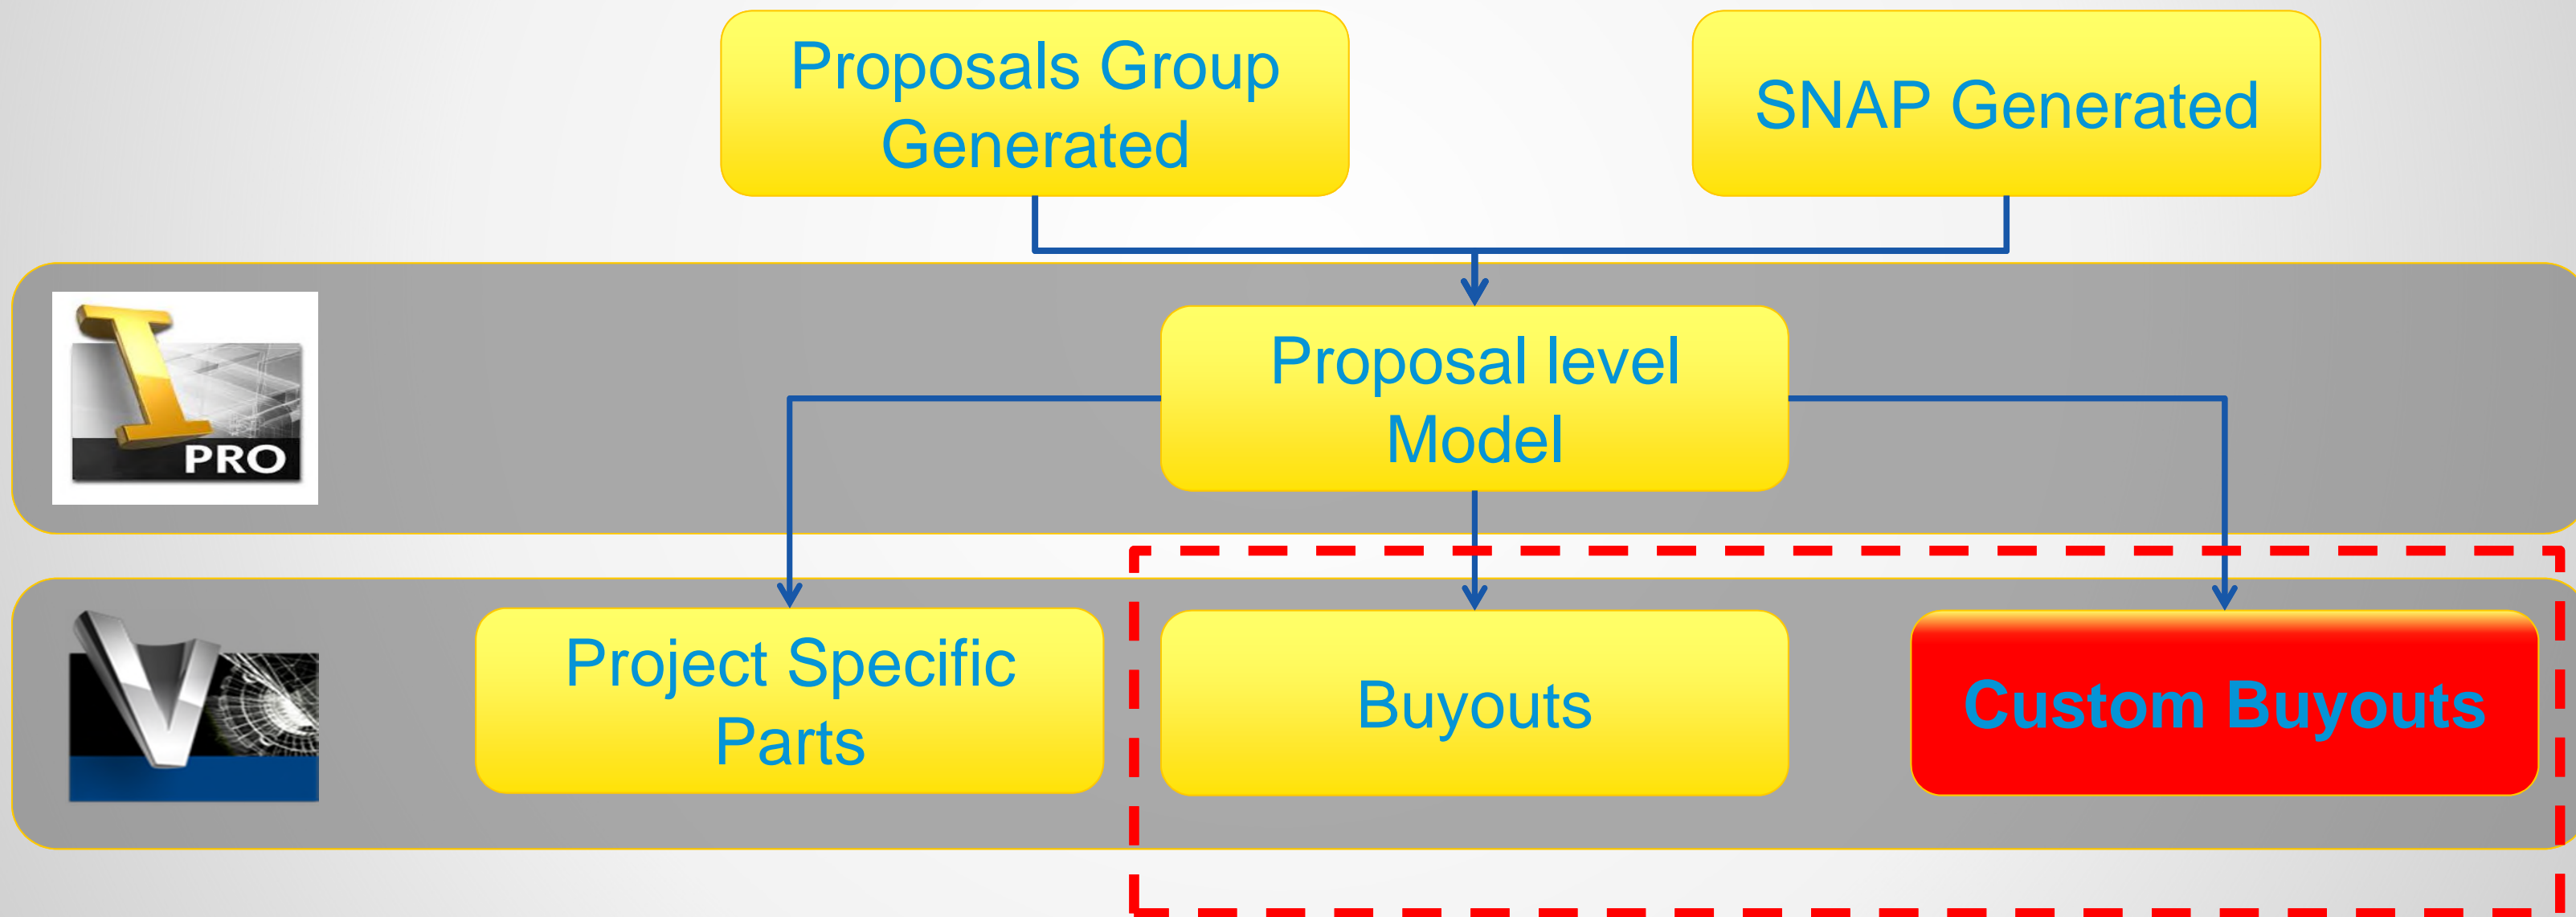 Proposals Group
Generated
SNAP Generated
PRO
Proposal level
Model
Project Specific
Parts
Buyouts
Custom Buyouts